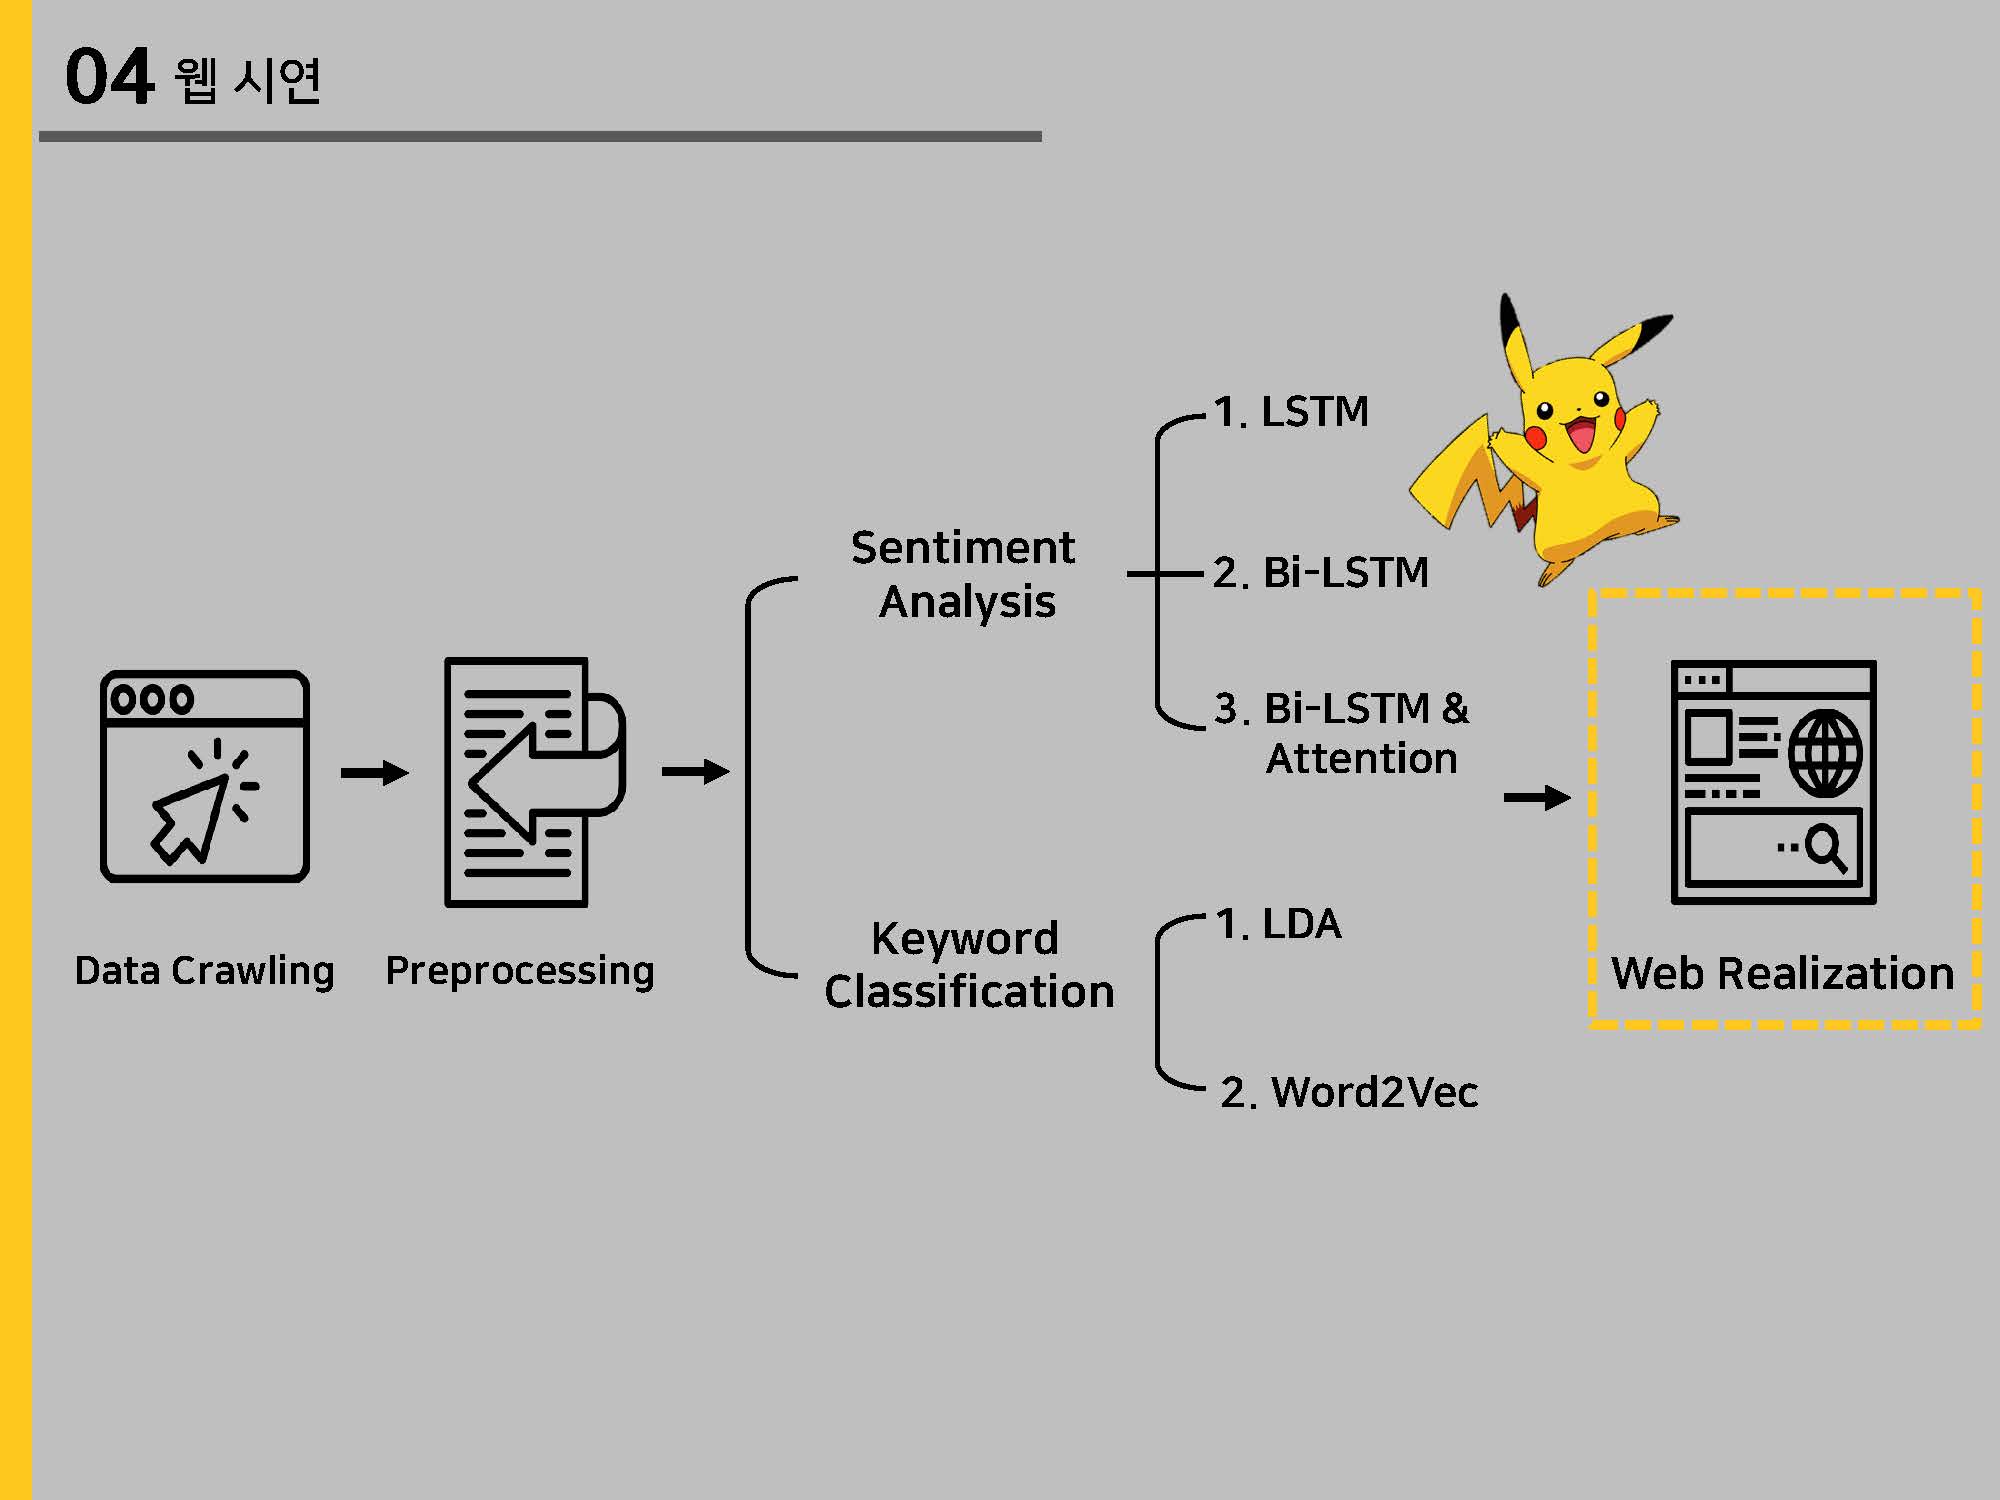 04 웹 시연
Data Crawling
Preprocessing
Sentiment
Analysis
1. LSTM
2. Bi-LSTM
3. Bi-LSTM &
Attention
Keyword
Classification
1. LDA
2. Word2Vec
Web Realization